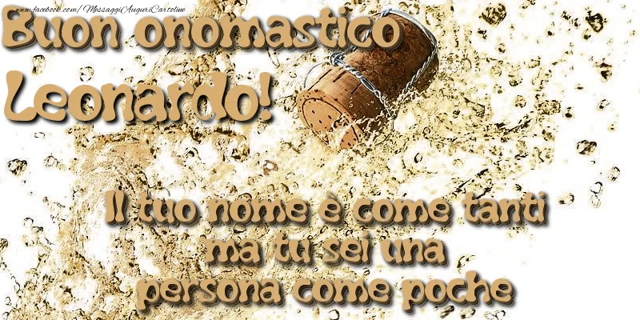 www.facebook.com/MessaggiAuguriCartoline
Buon onomastico
Leonardo!
Il tuo nome è come tanti
ma tu sei una
persona come poche